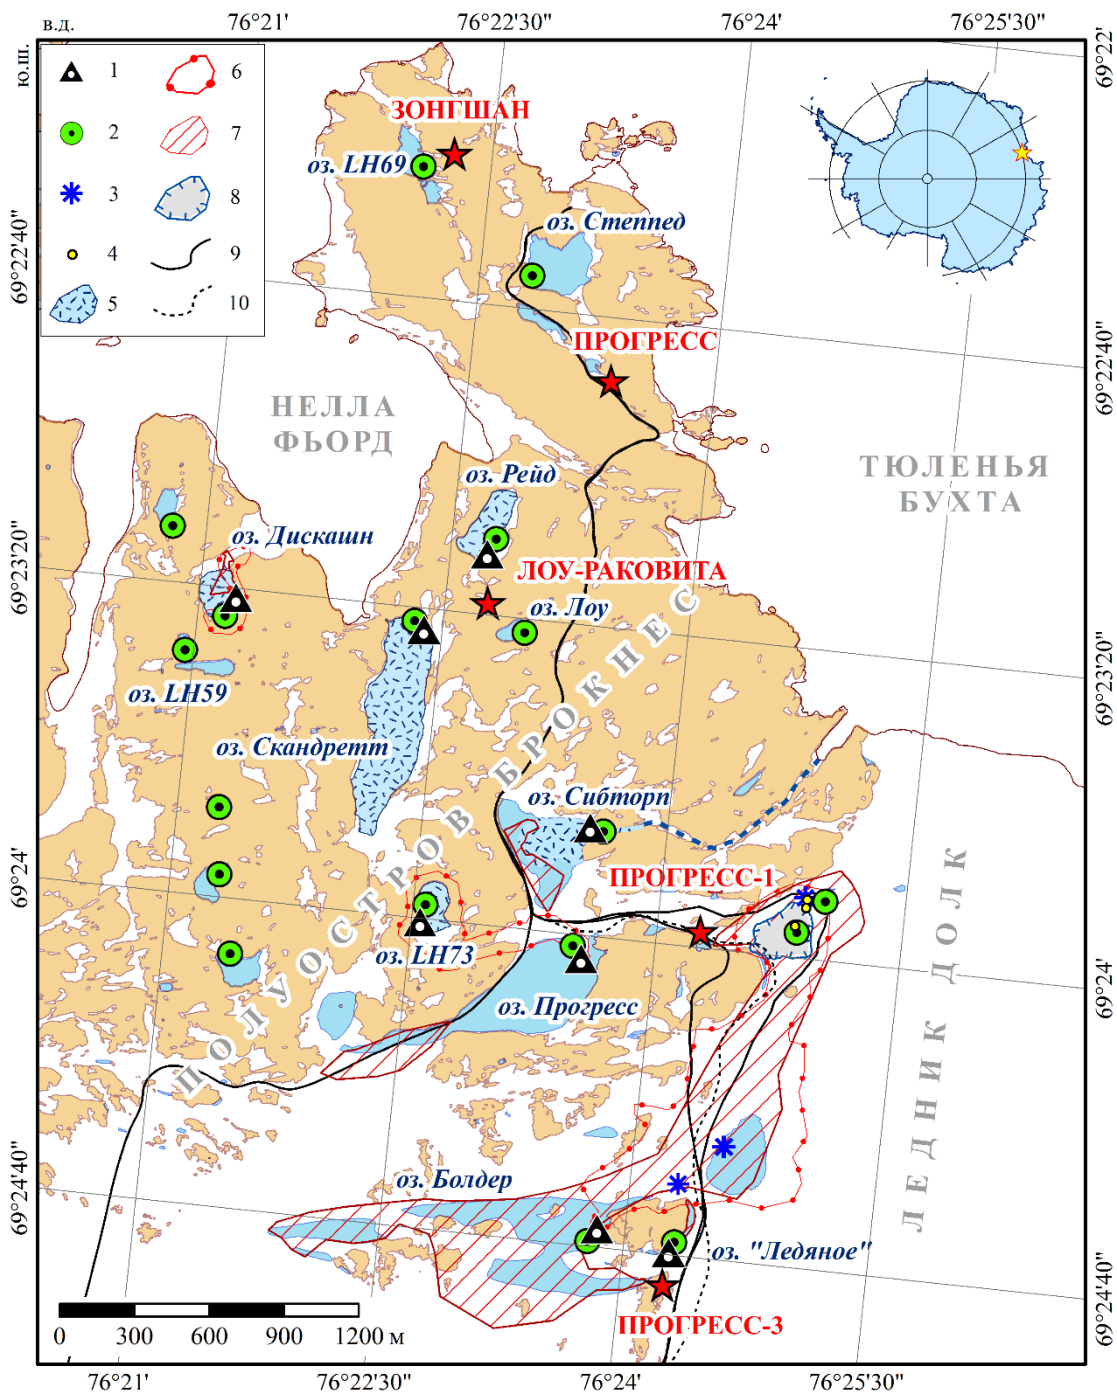 в.д.
76°21'
76°22'30"
76°24'
76°25'30"
ю.ш.
69°22'
1
6
2
7
3
8
4
9
5
10
ЗОНГШАН
оз. LH69
оз. Степпед
69°22'40"
69°22'40"
ПРОГРЕСС
НЕЛЛА
ФЬОРД
ТЮЛЕНЬЯ
БУХТА
оз. Рейд
оз. Дискашн
69°23'20"
ЛОУ-РАКОВИТА
оз. Лоу
69°23'20"
оз. LH59
оз. Скандретт
ПОЛУОСТРОВ БРОКНЕС
оз. Сибторп
69°24'
ПРОГРЕСС-1
оз. LH73
оз. Прогресс
69°24'
ЛЕДНИК ДОЛК
69°24'40"
оз. Болдер
оз. "Ледяное"
69°24'40"
ПРОГРЕСС-3
0 300 600 900 1200 м
76°21'
76°22'30"
76°24'
76°25'30"